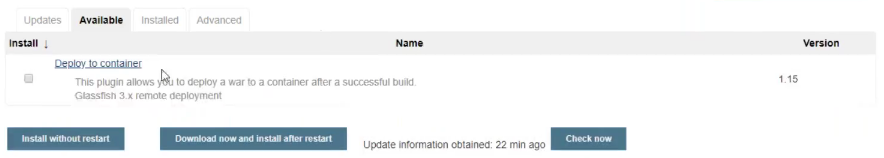 Updates Available Installed Advanced
Install ↓ Name Version
Deploy to container
This plugin allows you to deploy a war to a container after a successful build.
Glassfish 3.x remote deployment
1.15
Install without restart Download now and install after restart Update information obtained: 22 min ago Check now